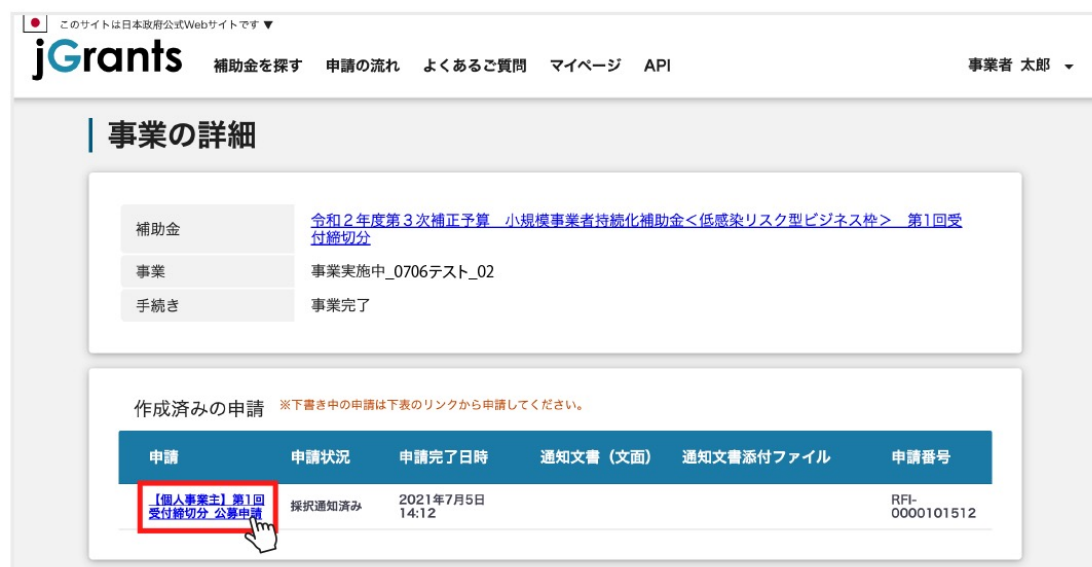 このサイトは日本政府公式Webサイトです ▼
jGrants 補助金を探す 申請の流れ よくあるご質問 マイページ API 事業者 太郎
事業の詳細
補助金 令和2年度第3次補正予算 小規模事業者持続化補助金<低感染リスク型ビジネス枠> 第1回受
付締切分
事業 事業実施中_0706テスト_02
手続き 事業完了
作成済みの申請 ※下書き中の申請は下表のリンクから申請してください。
申請 申請状況 申請完了日時 通知文書(文面) 通知文書添付ファイル 申請番号
【個人事業主】第1回
受付締切分 公募申請
採択通知済み
2021年7月5日
14:12
RFI-
0000101512